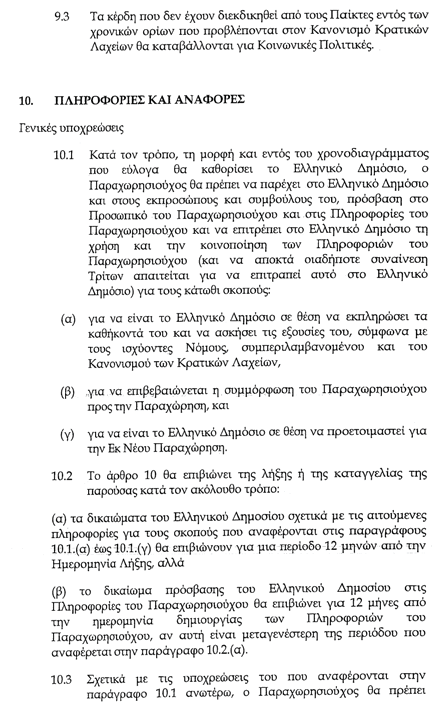 9.3 Τα κέρδη που δεν έχουν διεκδικηθεί από τους Παίκτες εντός των
χρονικών ορίων που προβλέπονται στον Κανονισμό Κρατικών
Λαχείων θα καταβάλλονται για Κοινωνικές Πολιτικές.
10. ΠΛΗΡΟΦΟΡΙΕΣ ΚΑΙ ΑΝΑΦΟΡΕΣ
Γενικές υποχρεώσεις
10.1 Κατά τον τρόπο, τη μορφή και εντός του χρονοδιαγράμματος
που εύλογα θα καθορίσει το Ελληνικό Δημόσιο, ο
Παραχωρησιούχος θα πρέπει να παρέχει στο Ελληνικό Δημόσιο
και στους εκπροσώπους και συμβούλους του, πρόσβαση στο
Προσωπικό του Παραχωρησιούχου και στις Πληροφορίες του
Παραχωρησιούχου και να επιτρέπει στο Ελληνικό Δημόσιο τη
χρήση και την κοινοποίηση των Πληροφοριών του
Παραχωρησιούχου (και να αποκτά οιαδήποτε συναίνεση
Τρίτων απαιτείται για να επιτραπεί αυτό στο Ελληνικό
Δημόσιο) για τους κάτωθι σκοπούς:
(α) για να είναι το Ελληνικό Δημόσιο σε θέση να εκπληρώσει τα
καθήκοντά του και να ασκήσει τις εξουσίες του, σύμφωνα με
τους ισχύοντες Νόμους, συμπεριλαμβανομένου και του
Κανονισμού των Κρατικών Λαχείων,
(β) για να επιβεβαιώνεται η συμμόρφωση του Παραχωρησιούχου
προς την Παραχώρηση, και
(γ) για να είναι το Ελληνικό Δημόσιο σε θέση να προετοιμαστεί για
την Εκ Νέου Παραχώρηση.
10.2 Το άρθρο 10 θα επιβιώνει της λήξης ή της καταγγελίας της
παρούσας κατά τον ακόλουθο τρόπο:
(α) τα δικαιώματα του Ελληνικού Δημοσίου σχετικά με τις αιτούμενες
πληροφορίες για τους σκοπούς που αναφέρονται στις παραγράφους
10.1.(α) έως 10.1.(γ) θα επιβιώνουν για μια περίοδο 12 μηνών από την
Ημερομηνία Λήξης, αλλά
(β) το δικαίωμα πρόσβασης του Ελληνικού Δημοσίου στις
Πληροφορίες του Παραχωρησιούχου θα επιβιώνει για 12 μήνες από
την ημερομηνία δημιουργίας των Πληροφοριών του
Παραχωρησιούχου, αν αυτή είναι μεταγενέστερη της περιόδου που
αναφέρεται στην παράγραφο 10.2.(α).
10.3 Σχετικά με τις υποχρεώσεις του που αναφέρονται στην
παράγραφο 10.1 ανωτέρω, ο Παραχωρησιούχος θα πρέπει